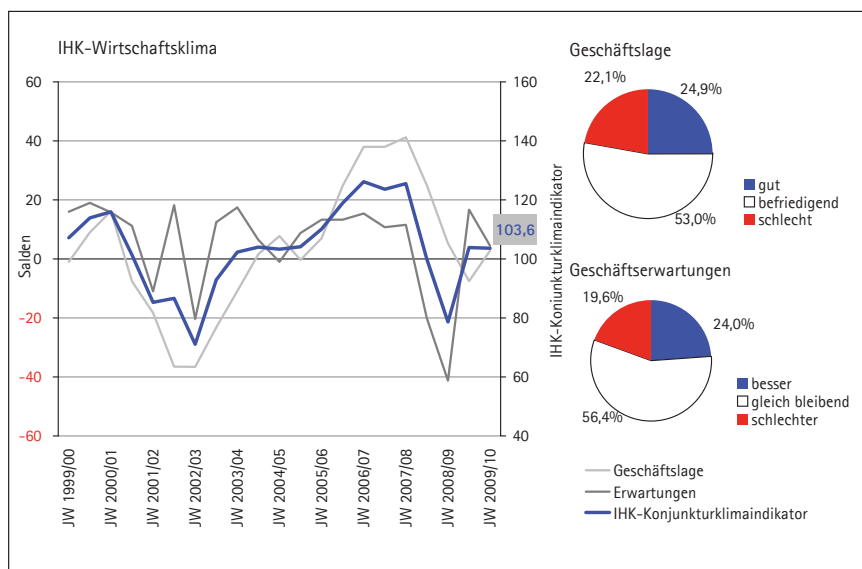 IHK-Wirtschaftsklima
60
40
20
0
-20
-40
-60
Salden
160
140
120
100
80
60
40
IHK-Konjunkturklimaindikator
103,6
JW 1999/00
JW 2000/01
JW 2001/02
JW 2002/03
JW 2003/04
JW 2004/05
JW 2005/06
JW 2006/07
JW 2007/08
JW 2008/09
JW 2009/10
Geschäftslage
22,1%
24,9%
53,0%
gut
befriedigend
schlecht
Geschäftserwartungen
19,6%
24,0%
56,4%
besser
gleich bleibend
schlechter
Geschäftslage
Erwartungen
IHK-Konjunkturklimaindikator